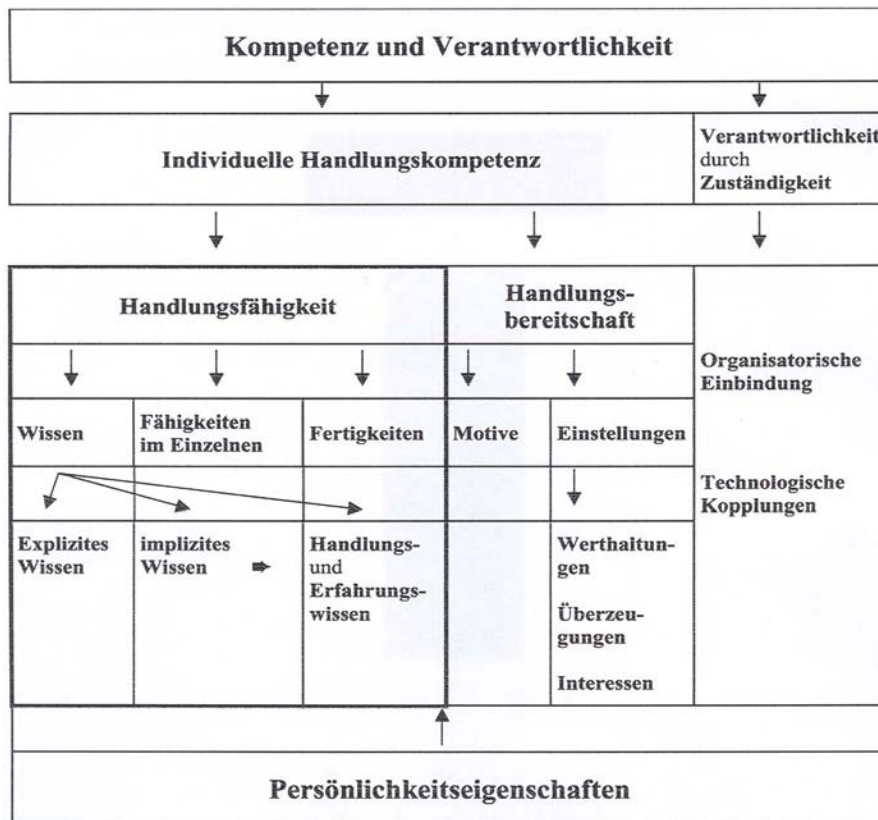 Kompetenz und Verantwortlichkeit
Individuelle Handlungskompetenz
Verantwortlichkeit
durch
Zuständigkeit
Handlungsfähigkeit
Handlungs-
bereitschaft
Organisatorische
Einbindung
Wissen
Fähigkeiten
im Einzelnen
Fertigkeiten
Motive
Einstellungen
Technologische
Kopplungen
Explizites
Wissen
implizites
Wissen
Handlungs-
und
Erfahrungs-
wissen
Werthaltun-
gen
Überzeu-
gungen
Interessen
Persönlichkeitseigenschaften